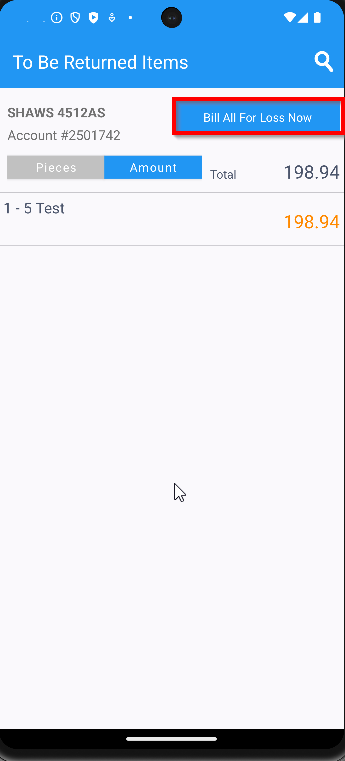 To Be Returned Items
SHAWS 4512AS
Bill All For Loss Now
Account #2501742
Pieces
Amount
Total
198.94
1 - 5 Test
198.94